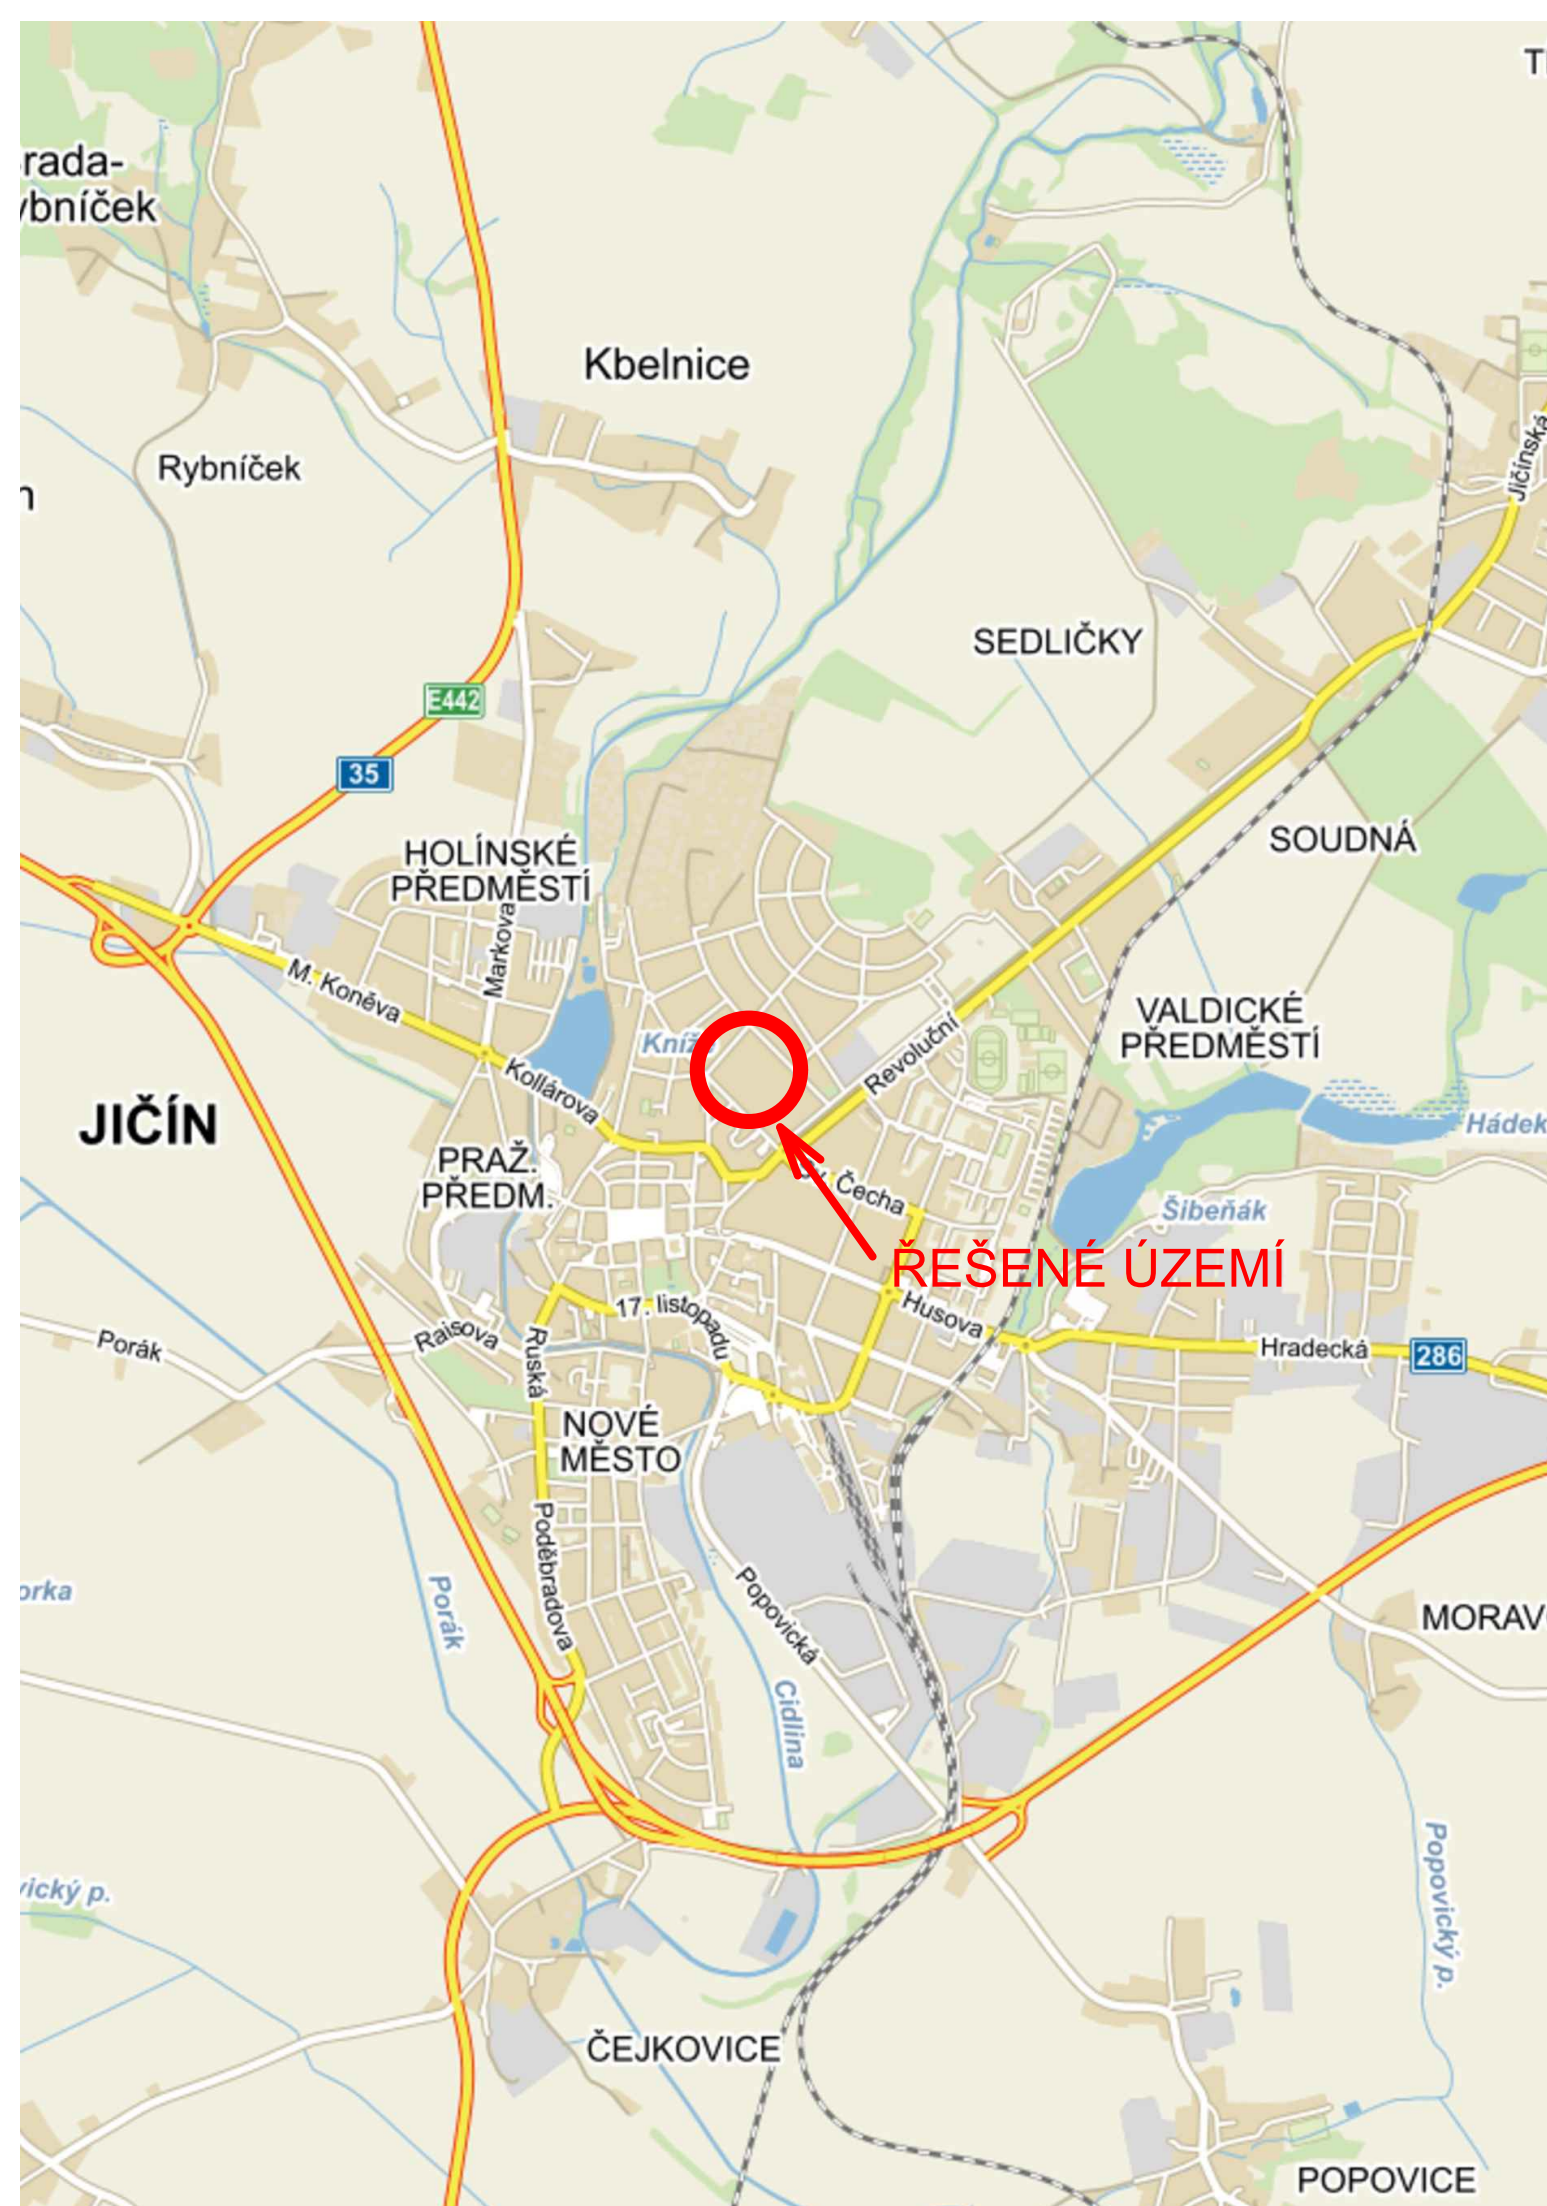 rada-
ybníček
Kbelnice
Rybníček
Jičínská
SEDLIČKY
E442
35
SOUDNÁ
HOLÍNSKÉ
PŘEDMĚSTÍ
Markova
M. Koněva
VALDICKÉ
PŘEDMĚSTÍ
Revoluční
Kollárova
JIČÍN
Hádek
PRAŽ.
PŘEDM.
Čecha
Šibeňák
ŘEŠENÉ ÚZEMÍ
17. listopadu
Husova
Raisova
Porák
Ruská
Hradecká
286
NOVÉ
MĚSTO
Poděbradova
Popovická
orka
Porák
MORAV
Cidlina
Popovický p.
vický p.
ČEJKOVICE
POPOVICE